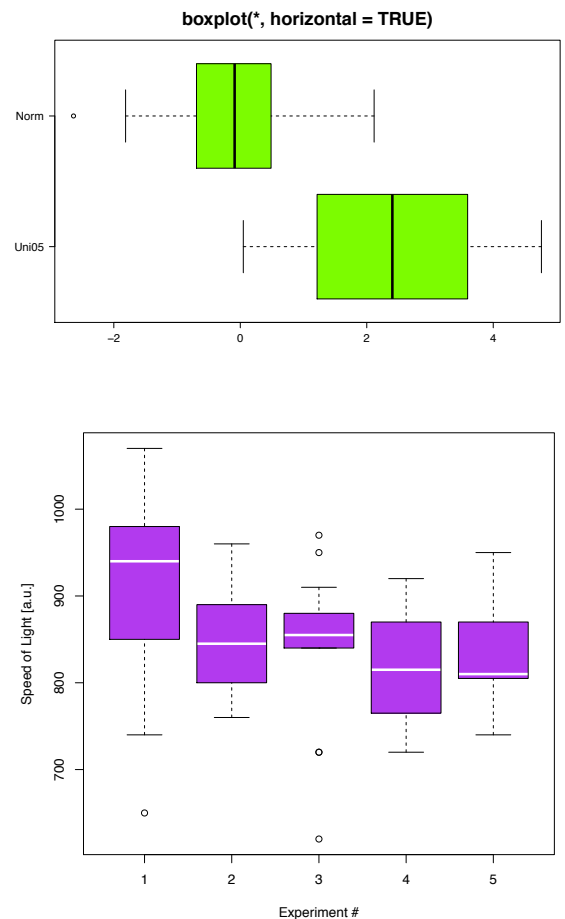 boxplot(*, horizontal = TRUE)
Norm
Uni05
−2 0 2 4
1000
900
800
700
Speed of Light [a.u.]
1 2 3 4 5
Experiment #